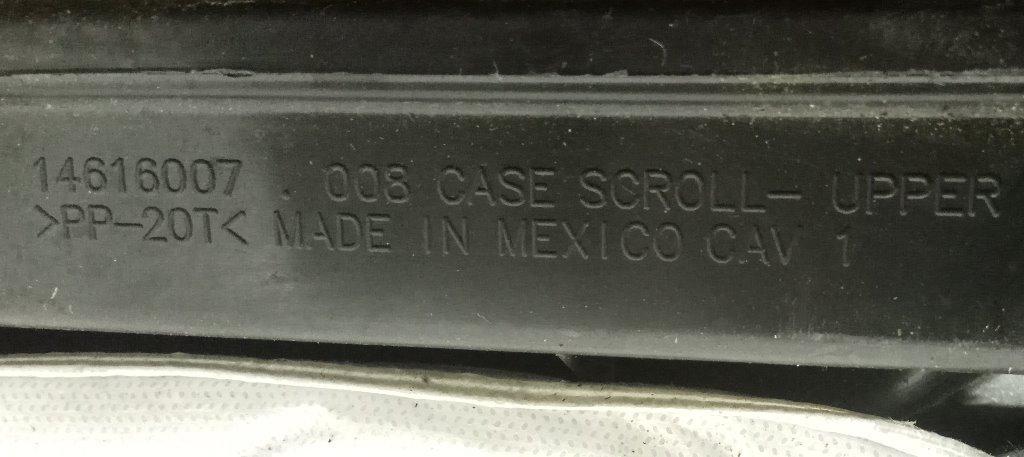 14616007 . 008 CASE SCROLL- UPPER
>PP-20T< MADE IN MEXICO CAV 1